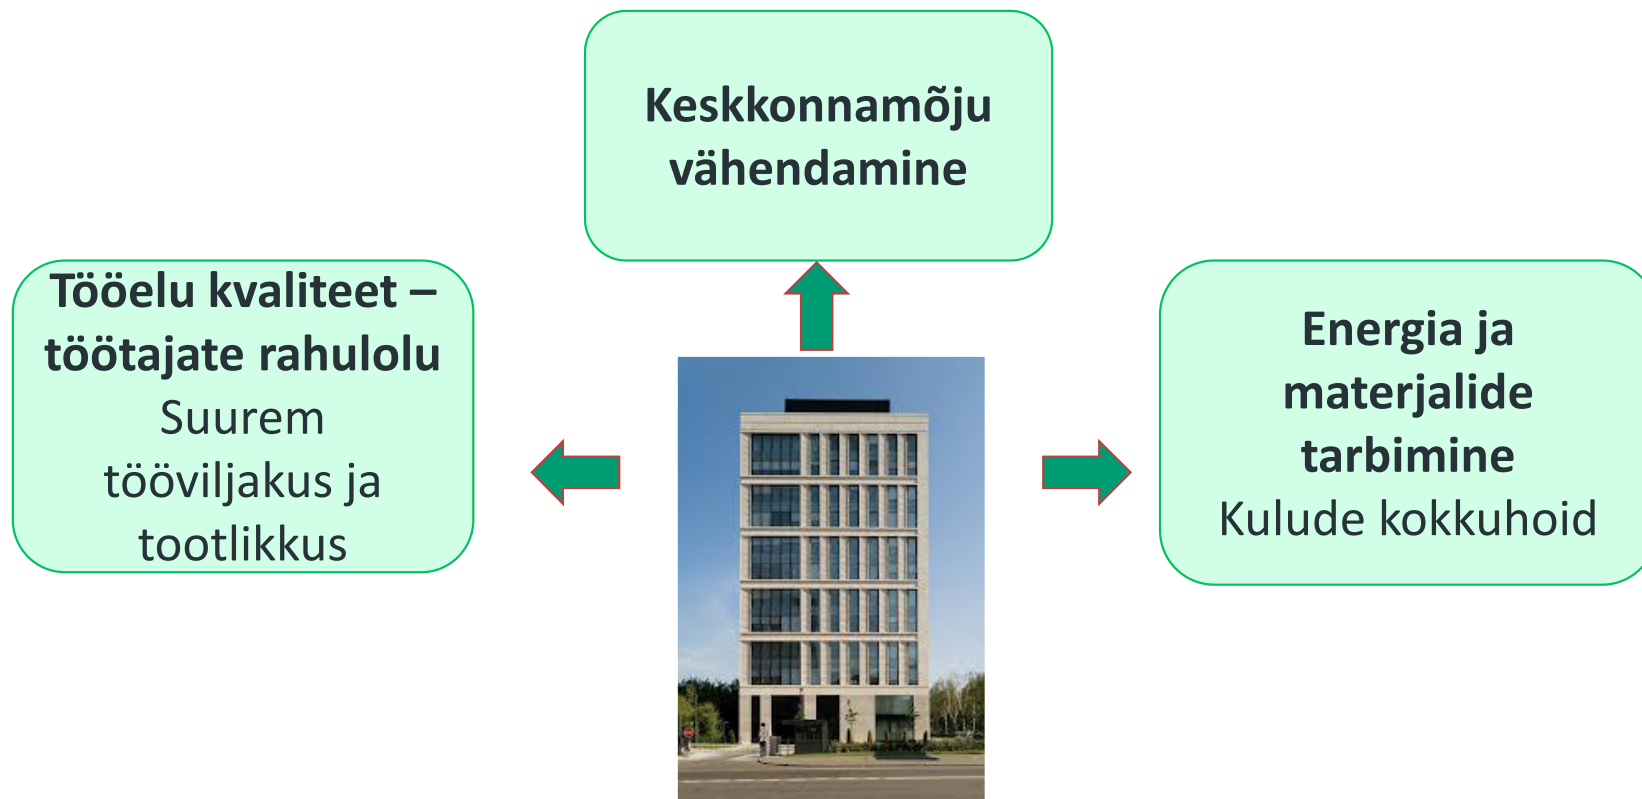 Keskkonnamõju
vähendamine
Tööelu kvaliteet –
töötajate rahulolu
Suurem
tööviljakus ja
tootlikkus
Energia ja
materjalide
tarbimine
Kulude kokkuhoid